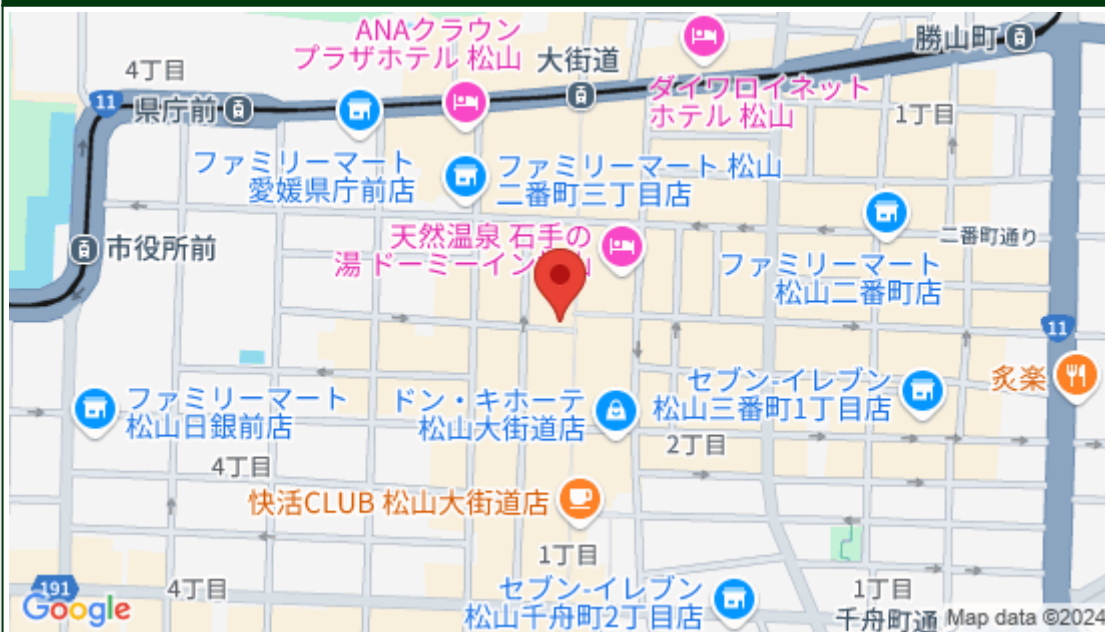 ANAクラウン
プラザホテル 松山
大街道
勝山町
4丁目
11
県庁前
ダイワロイネット
ホテル 松山
1丁目
ファミリーマート
愛媛県庁前店
ファミリーマート 松山
二番町三丁目店
市役所前
天然温泉 石手の
湯 ドーミーイン
山
二番町通り
ファミリーマート
松山二番町店
11
炙楽
ファミリーマート
松山日銀前店
ドン・キホーテ
松山大街道店
セブン-イレブン
松山三番町1丁目店
2丁目
4丁目
快活CLUB 松山大街道店
1丁目
191
4丁目
セブン-イレブン
松山千舟町2丁目店
1丁目
千舟町通
Google
Map data ©2024